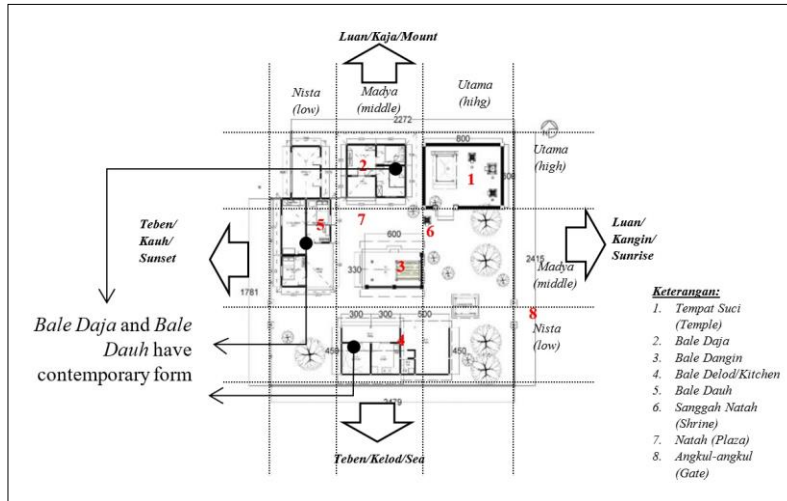 Luan/Kaja/Mount
Nista
(low)
Madya
(middle)
Utama
(hihg)
2272
800
Utama
(high)
2
1
5
7
6
600
Teben/
Kauh/
Sunset
Luan/
Kangin/
Sunrise
330
3
2415
Madya
(middle)
1781
8
300
300
500
Nista
(low)
Bale Daja and Bale
Dauh have
contemporary form
450
4
450
2479
Teben/Kelod/Sea
Keterangan:
1. Tempat Suci
(Temple)
2. Bale Daja
3. Bale Dangin
4. Bale Delod/Kitchen
5. Bale Dauh
6. Sanggah Natah
(Shrine)
7. Natah (Plaza)
8. Angkul-angkul
(Gate)